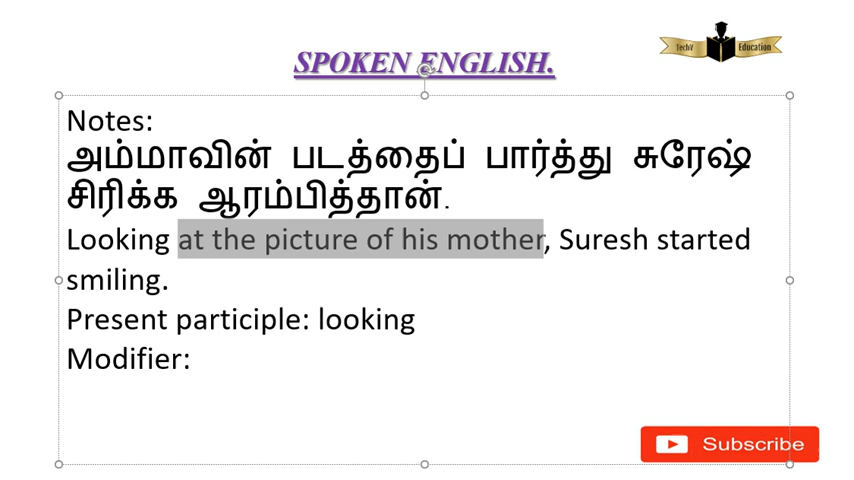 SPOKEN ENGLISH.
TechV Education
Notes:
அம்மாவின் படத்தைப் பார்த்து சுரேஷ்
சிரிக்க ஆரம்பித்தான்.
Looking at the picture of his mother, Suresh started
smiling.
Present participle: looking
Modifier:
Subscribe